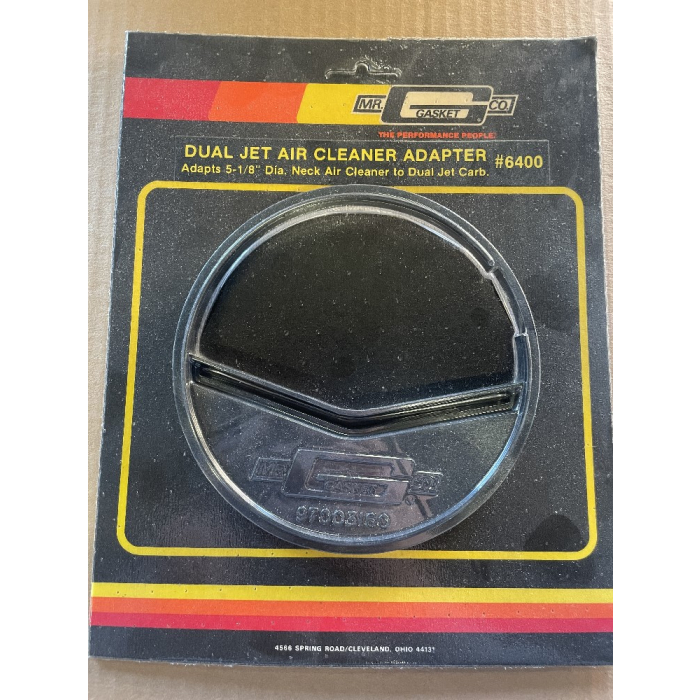 MR. GASKET CO.
THE PERFORMANCE PEOPLE.
DUAL JET AIR CLEANER ADAPTER #6400
Adapts 5-1/8" Dia. Neck Air Cleaner to Dual Jet Carb.
MR. GASKET CO.
4566 SPRING ROAD/CLEVELAND, OHIO